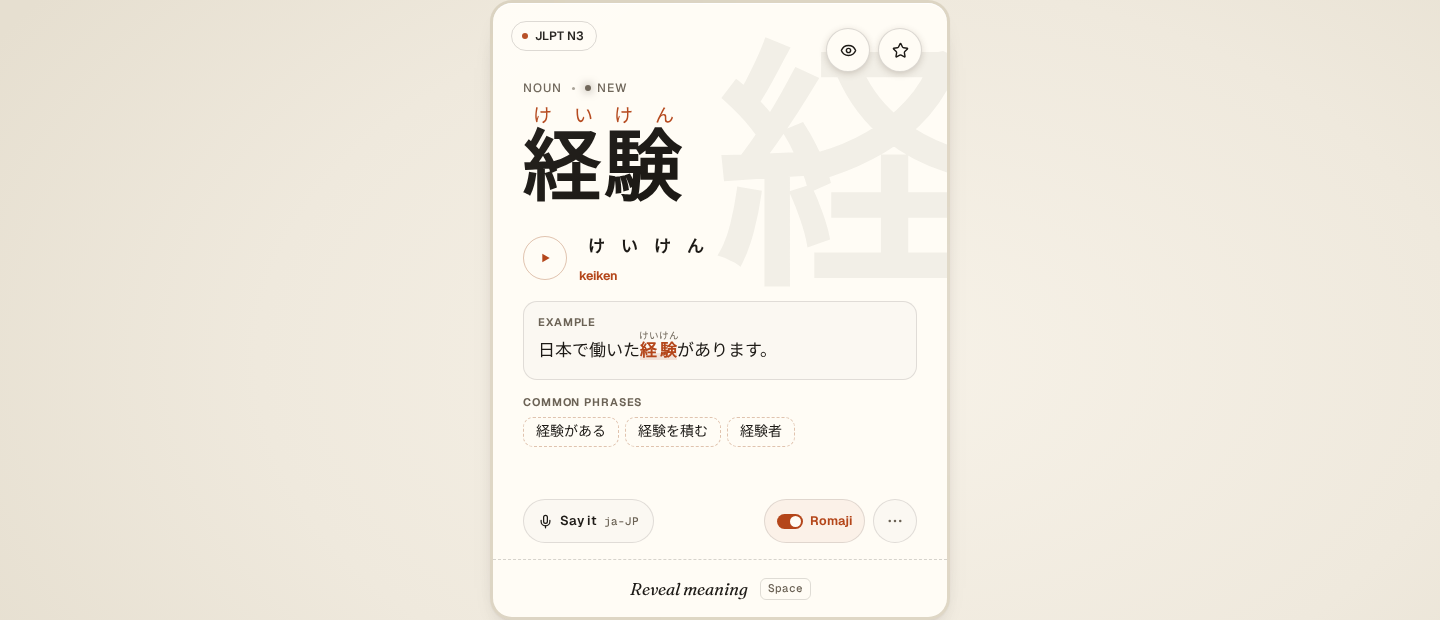 JLPT N3
NOUN • NEW
けいけん
経験
経
けいけん
keiken
EXAMPLE
けいけん
日本で働いた経験があります。
COMMON PHRASES
経験がある 経験を積む 経験者
Say it ja-JP Romaji
Reveal meaning Space